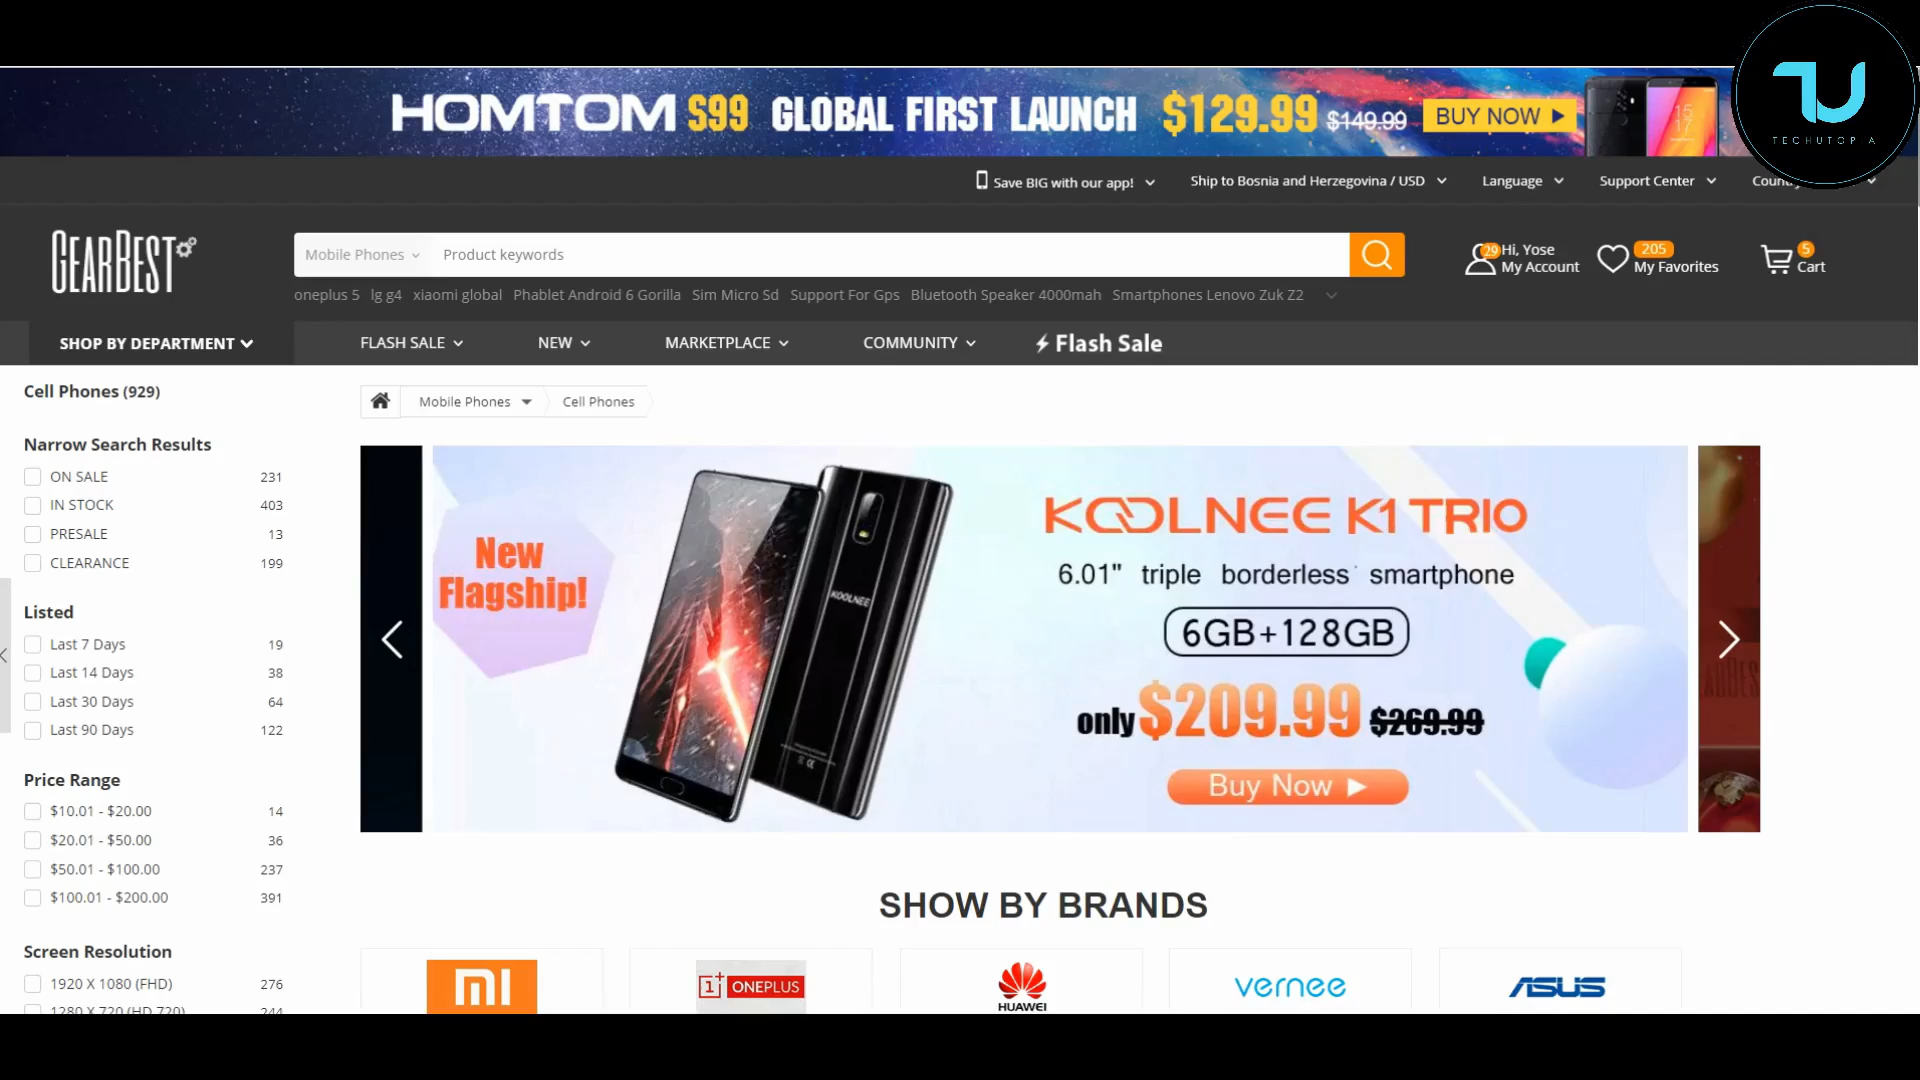 HOMTOM S99 GLOBAL FIRST LAUNCH $129.99 $149.99 BUY NOW
TU
TECHUTOPIA
Save BIG with our app! Ship to Bosnia and Herzegovina / USD Language Support Center
GEARBEST
Mobile Phones Product keywords
29 Hi, Yose
My Account
205
My Favorites
5
Cart
oneplus 5 lg g4 xiaomi global Phablet Android 6 Gorilla Sim Micro Sd Support For Gps Bluetooth Speaker 4000mah Smartphones Lenovo Zuk Z2
SHOP BY DEPARTMENT FLASH SALE NEW MARKETPLACE COMMUNITY Flash Sale
Cell Phones (929)
Mobile Phones Cell Phones
Narrow Search Results
ON SALE 231
IN STOCK 403
PRESALE 13
CLEARANCE 199
Listed
Last 7 Days 19
Last 14 Days 38
Last 30 Days 64
Last 90 Days 122
Price Range
$10.01 - $20.00 14
$20.01 - $50.00 36
$50.01 - $100.00 237
$100.01 - $200.00 391
Screen Resolution
1920 X 1080 (FHD) 276
1280 X 720 (HD 720) 244
New
Flagship!
KOOLNEE
KOOLNEE K1 TRIO
6.01" triple borderless smartphone
6GB+128GB
only $209.99 $269.99
Buy Now
SHOW BY BRANDS
MI
1+ ONEPLUS
HUAWEI
vernee
ASUS